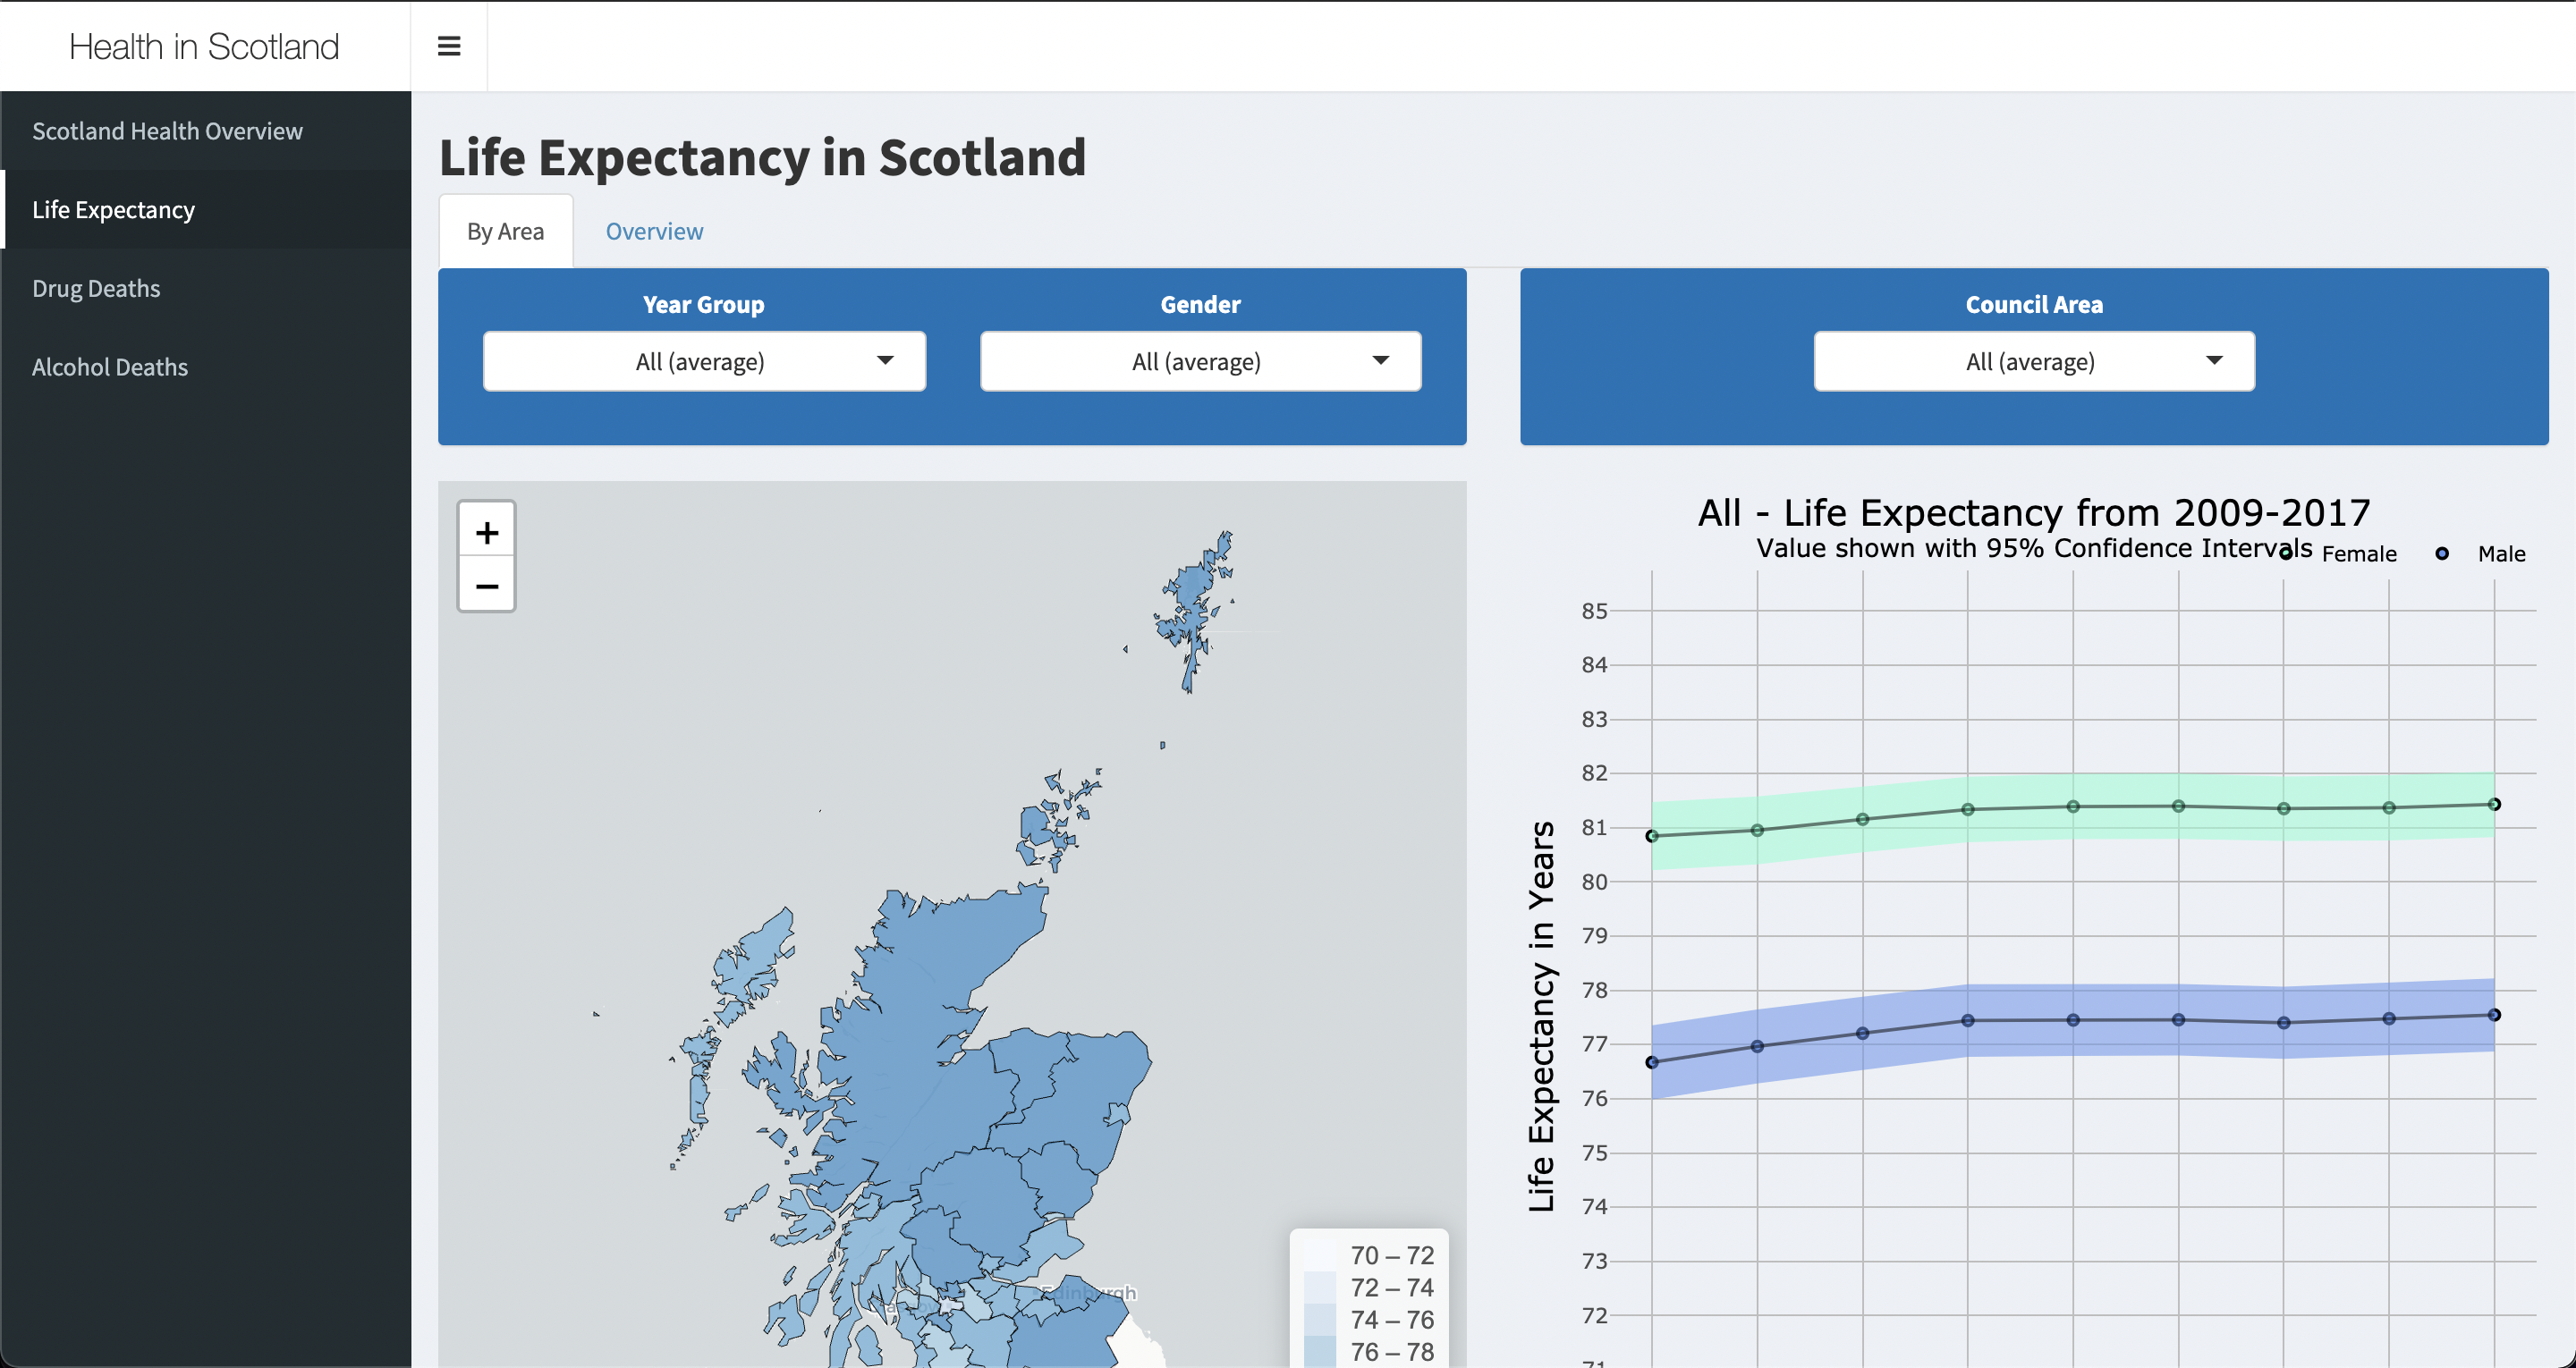 Health in Scotland
Scotland Health Overview
Life Expectancy
Drug Deaths
Alcohol Deaths
Life Expectancy in Scotland
By Area
Overview
Year Group
Gender
All (average)
All (average)
Council Area
All (average)
+
−
Edinburgh
70 – 72
72 – 74
74 – 76
76 – 78
All - Life Expectancy from 2009-2017
Value shown with 95% Confidence Intervals
Female
Male
Life Expectancy in Years
85
84
83
82
81
80
79
78
77
76
75
74
73
72
71